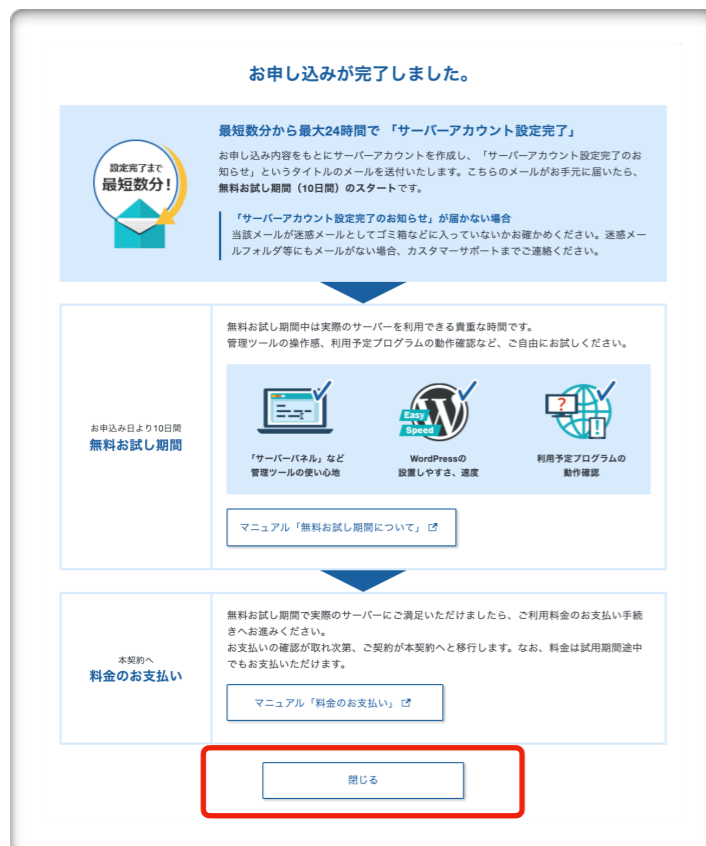 お申し込みが完了しました。
設定完了まで
最短数分!
最短数分から最大24時間で 「サーバーアカウント設定完了」
お申し込み内容をもとにサーバーアカウントを作成し、「サーバーアカウント設定完了のお
知らせ」というタイトルのメールを送付いたします。こちらのメールがお手元に届いたら、
無料お試し期間（10日間）のスタートです。
「サーバーアカウント設定完了のお知らせ」が届かない場合
当該メールが迷惑メールとしてゴミ箱などに入っていないかお確かめください。迷惑メー
ルフォルダ等にもメールがない場合、カスタマーサポートまでご連絡ください。
お申込み日より10日間
無料お試し期間
無料お試し期間中は実際のサーバーを利用できる貴重な時間です。
管理ツールの操作感、利用予定プログラムの動作確認など、ご自由にお試しください。
Easy
Speed
?
!
「サーバーパネル」など
管理ツールの使い心地
WordPressの
設置しやすさ、速度
利用予定プログラムの
動作確認
マニュアル「無料お試し期間について」
本契約へ
料金のお支払い
無料お試し期間で実際のサーバーにご満足いただけましたら、ご利用料金のお支払い手続
きへお進みください。
お支払いの確認が取れ次第、ご契約が本契約へと移行します。なお、料金は試用期間途中
でもお支払いいただけます。
マニュアル「料金のお支払い」
閉じる